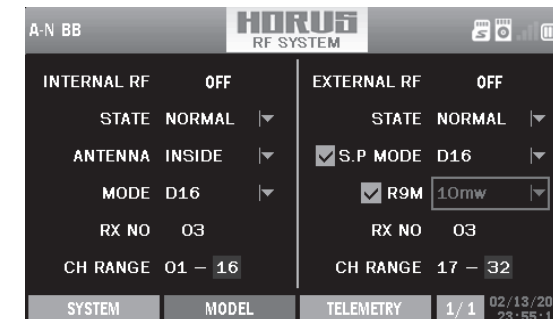 A-N BB
HORUS
RF SYSTEM
INTERNAL RF OFF
STATE NORMAL
ANTENNA INSIDE
MODE D16
RX NO 03
CH RANGE 01 – 16
EXTERNAL RF OFF
STATE NORMAL
S.P MODE D16
R9M 10mw
RX NO 03
CH RANGE 17 – 32
SYSTEM MODEL TELEMETRY 1/1
02/13/20
23:55:1